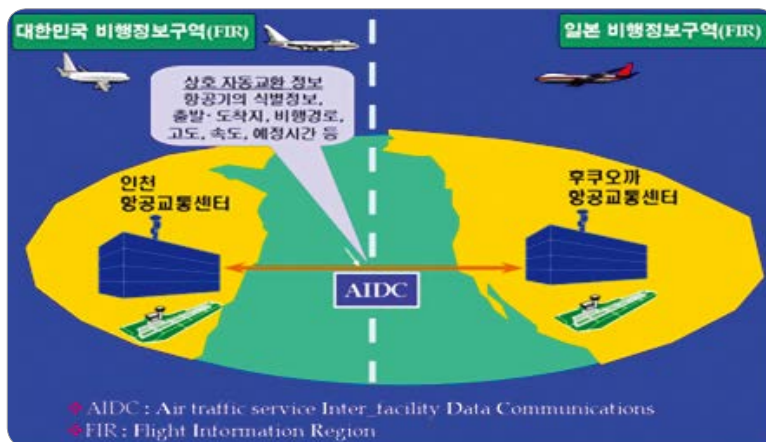 대한민국 비행정보구역(FIR)
일본 비행정보구역(FIR)
상호 자동교환 정보
항공기의 식별정보,
출발·도착지, 비행경로,
고도, 속도, 예정시간 등
인천
항공교통센터
후쿠오까
항공교통센터
AIDC
AIDC : Air traffic service Inter_facility Data Communications
FIR : Flight Information Region